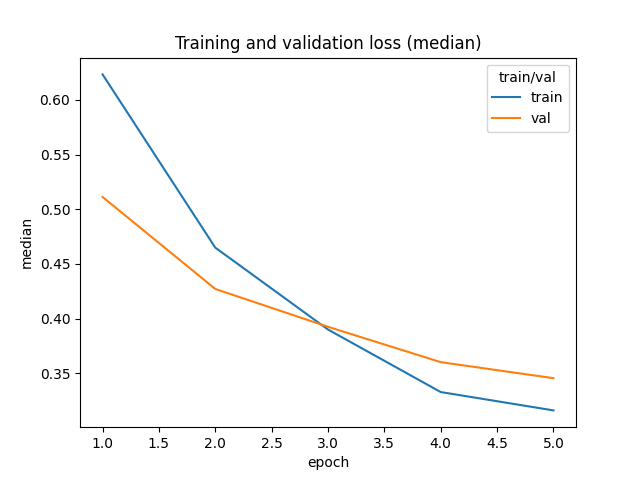 Training and validation loss (median)
train/val
train
val
0.60
0.55
0.50
0.45
0.40
0.35
median
1.0 1.5 2.0 2.5 3.0 3.5 4.0 4.5 5.0
epoch